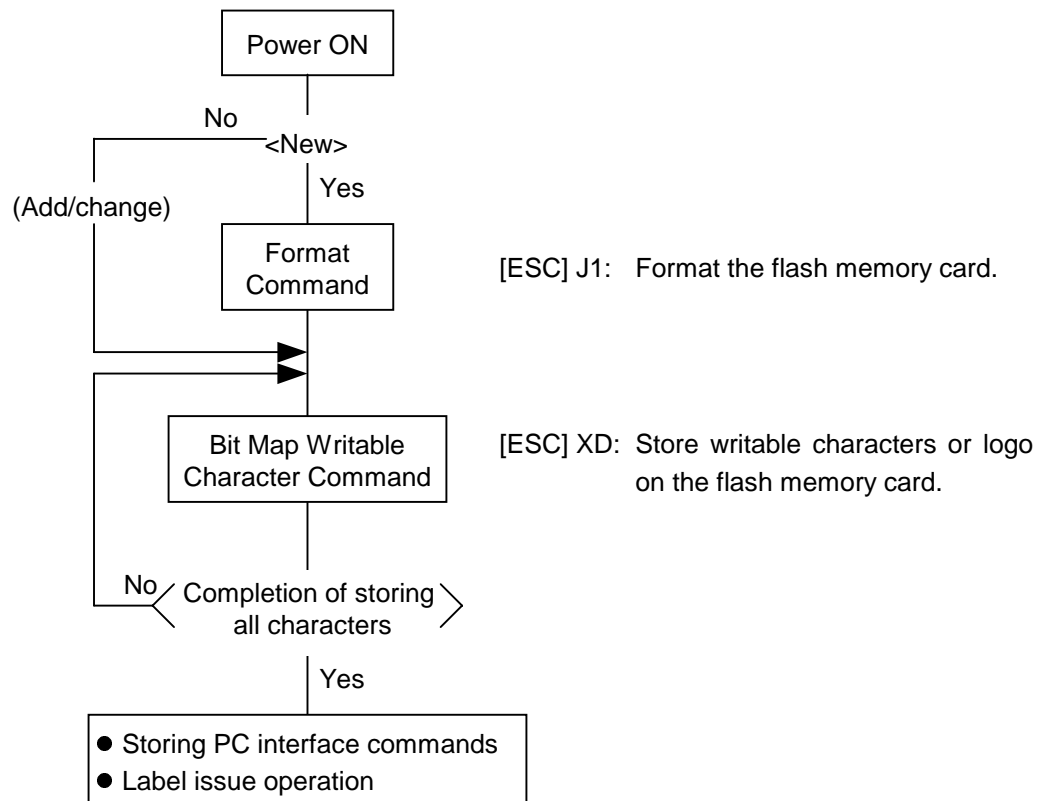 Power ON
No
<New>
Yes
(Add/change)
Format
Command
[ESC] J1: Format the flash memory card.
Bit Map Writable
Character Command
[ESC] XD: Store writable characters or logo
on the flash memory card.
No
Completion of storing
all characters
Yes
● Storing PC interface commands
● Label issue operation